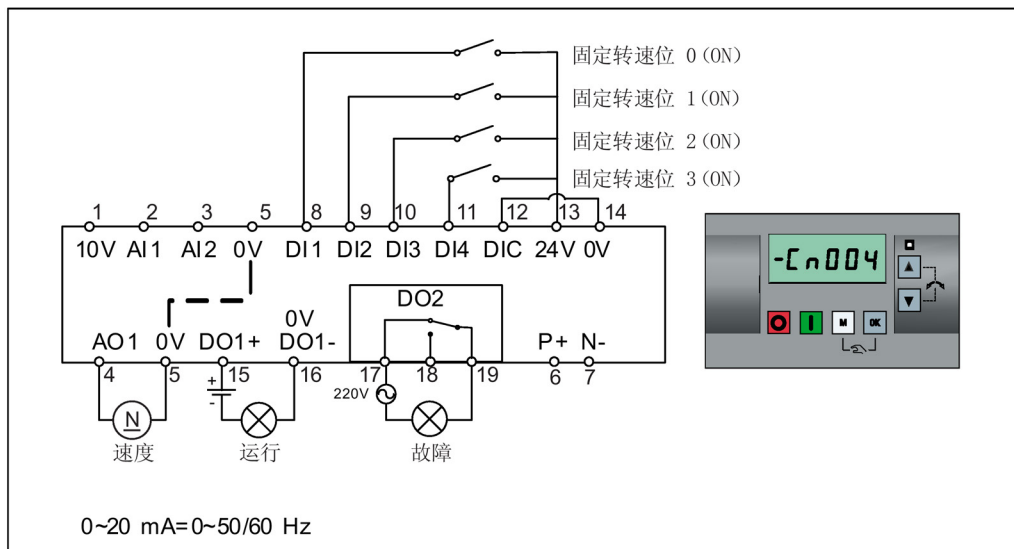 固定转速位 0(ON)
固定转速位 1(ON)
固定转速位 2(ON)
固定转速位 3(ON)
1 2 3 5 8 9 10 11 12 13 14
10V AI1 AI2 0V DI1 DI2 DI3 DI4 DIC 24V 0V
-Cn004
DO2
0V
AO1 0V DO1+ DO1- P+ N-
M OK
4 5 15 16 17 18 19 6 7
+
-
220V
N
速度 运行 故障
0~20 mA=0~50/60 Hz